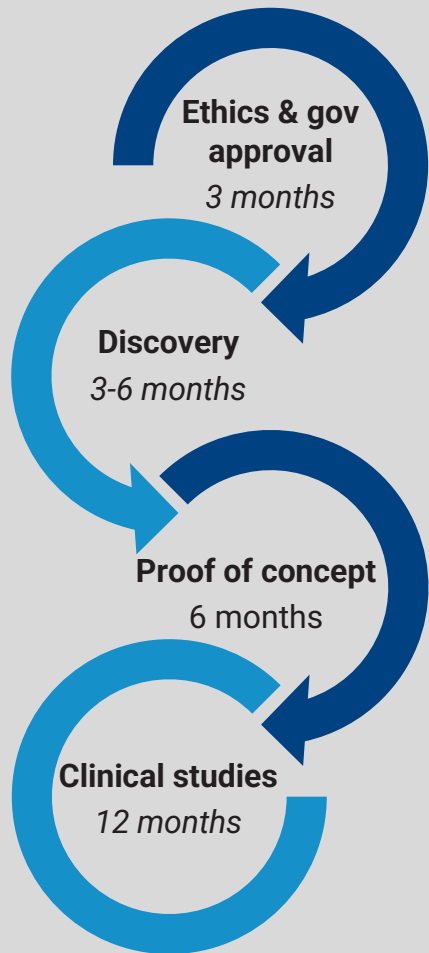 Ethics & gov
approval
3 months
Discovery
3-6 months
Proof of concept
6 months
Clinical studies
12 months